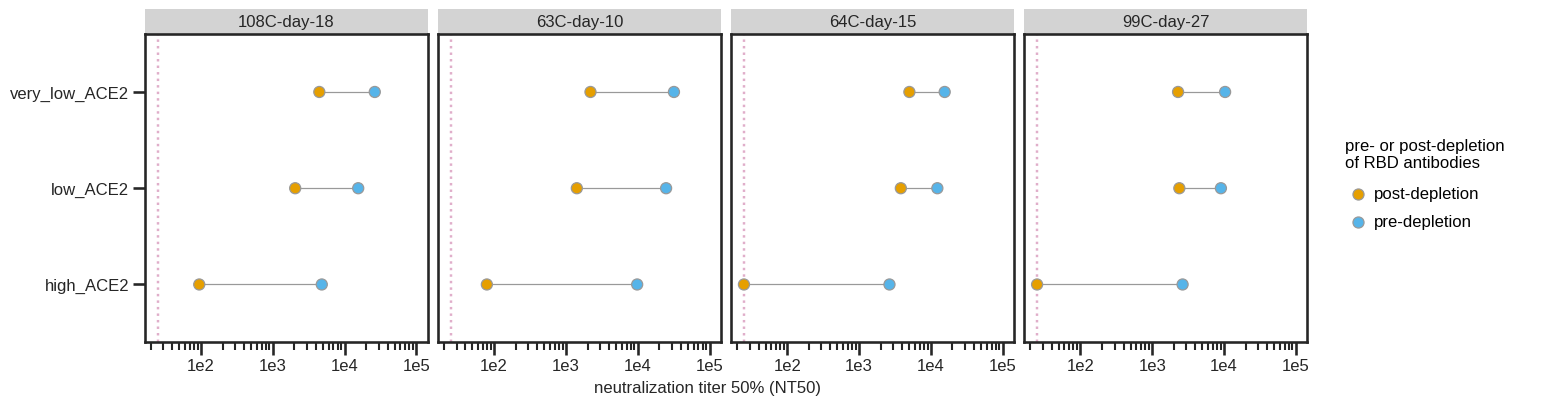 108C-day-18 63C-day-10 64C-day-15 99C-day-27
very_low_ACE2
low_ACE2
high_ACE2
1e2 1e3 1e4 1e5 1e2 1e3 1e4 1e5 1e2 1e3 1e4 1e5 1e2 1e3 1e4 1e5
neutralization titer 50% (NT50)
pre- or post-depletion
of RBD antibodies
post-depletion
pre-depletion